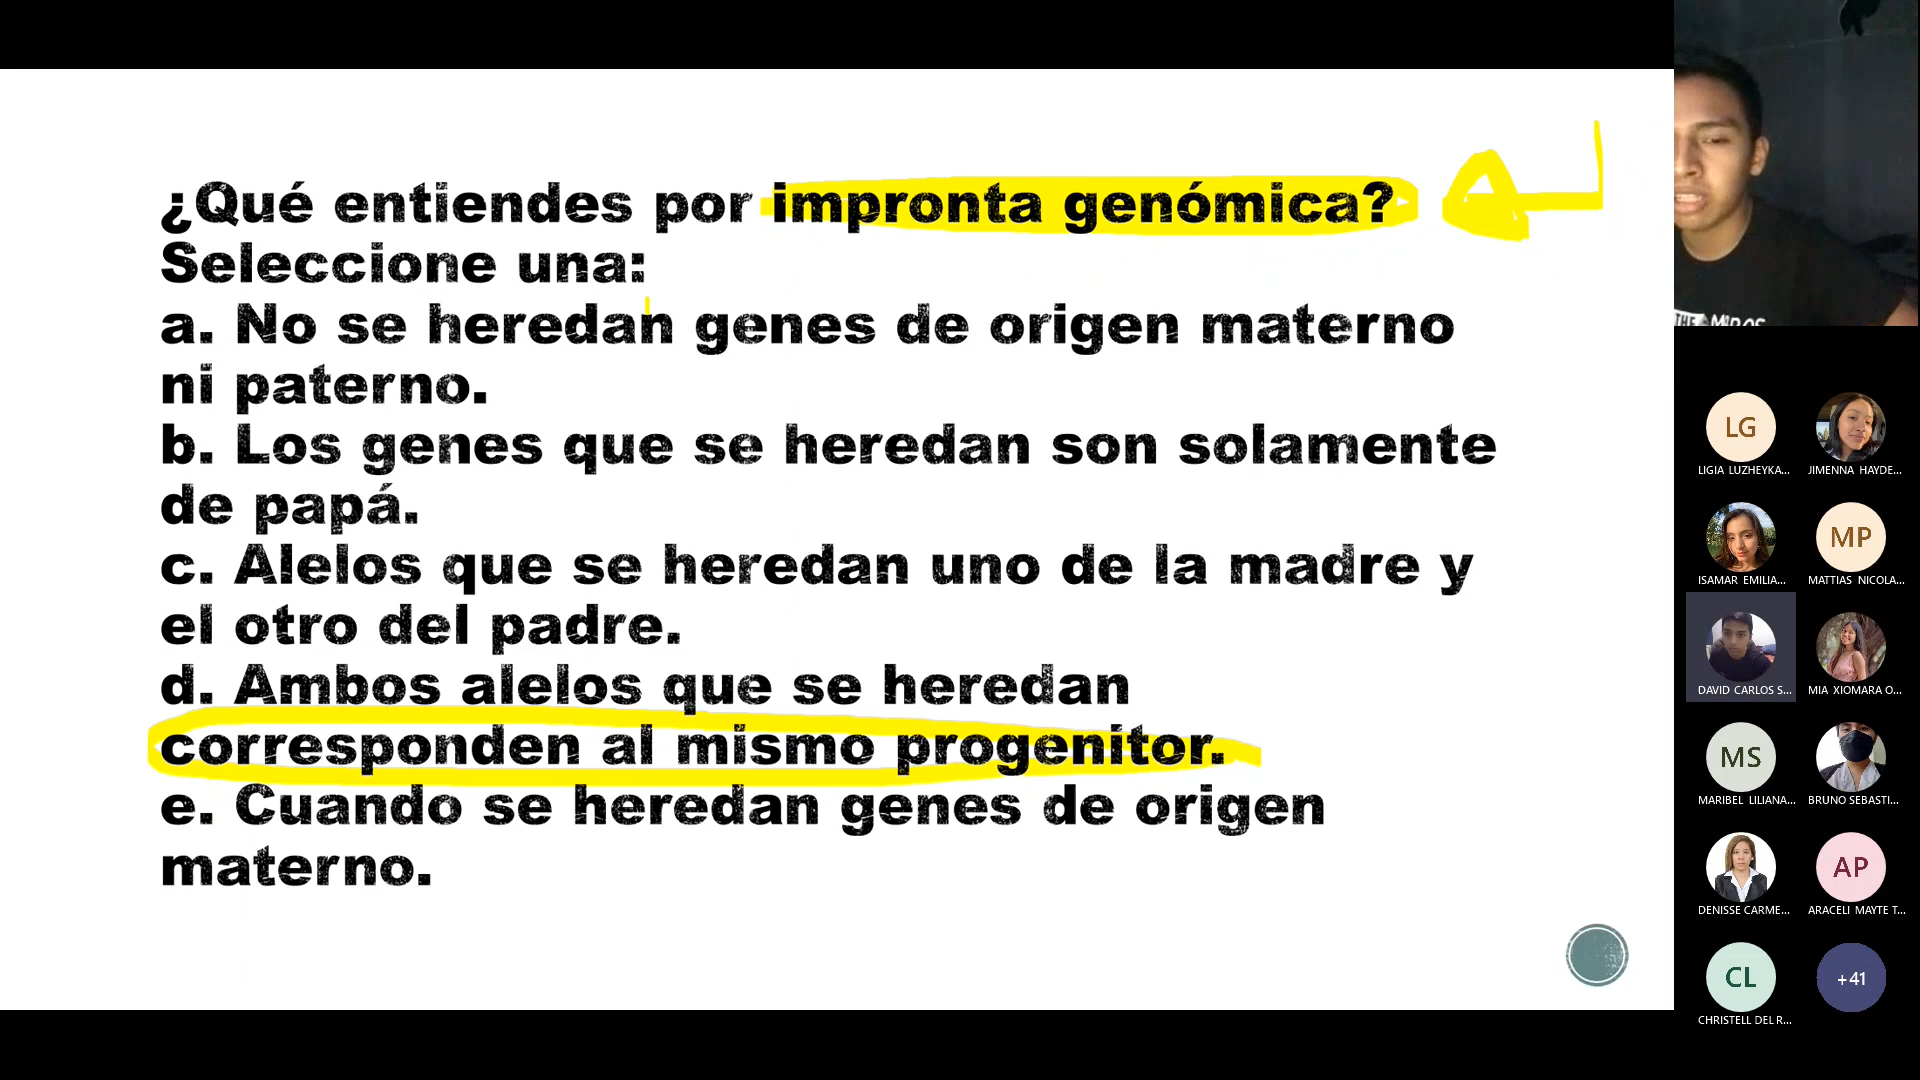 ¿Qué entiendes por impronta genómica?
Seleccione una:
a. No se heredan genes de origen materno
ni paterno.
b. Los genes que se heredan son solamente
de papá.
c. Alelos que se heredan uno de la madre y
el otro del padre.
d. Ambos alelos que se heredan
corresponden al mismo progenitor.
e. Cuando se heredan genes de origen
materno.
THE
LG
LIGIA LUZHEYKA...
JIMENNA HAYDE...
ISAMAR EMILIA...
MP
MATTIAS NICOLA...
DAVID CARLOS S...
MIA XIOMARA O...
MS
MARIBEL LILIANA...
BRUNO SEBASTI...
DENISSE CARME...
AP
ARACELI MAYTE T...
CL
CHRISTELL DEL R...
+41